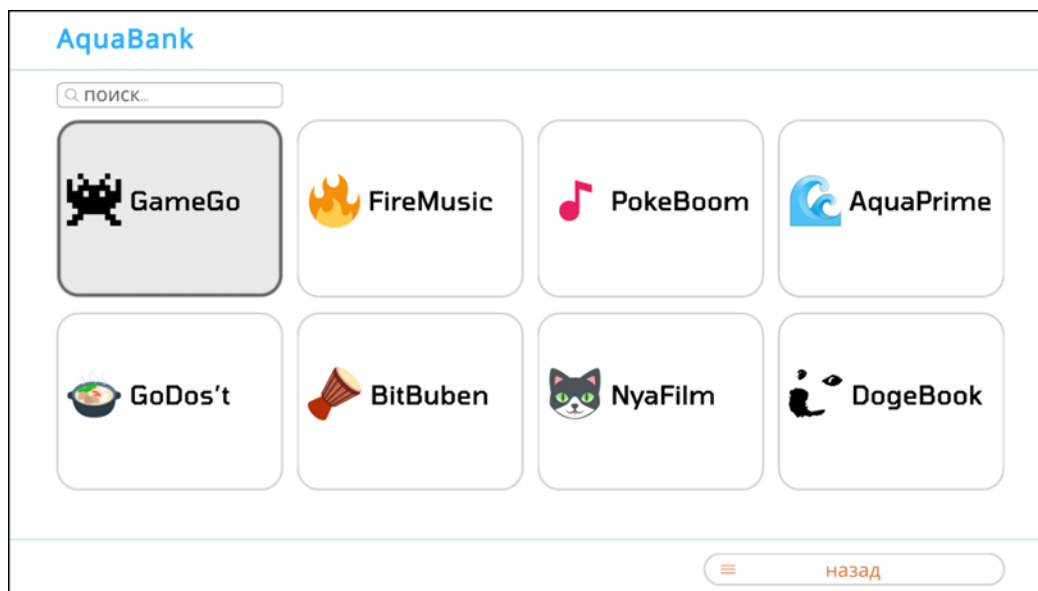 AquaBank
поиск...
GameGo
FireMusic
PokeBoom
AquaPrime
GoDos't
BitBuben
NyaFilm
DogeBook
назад